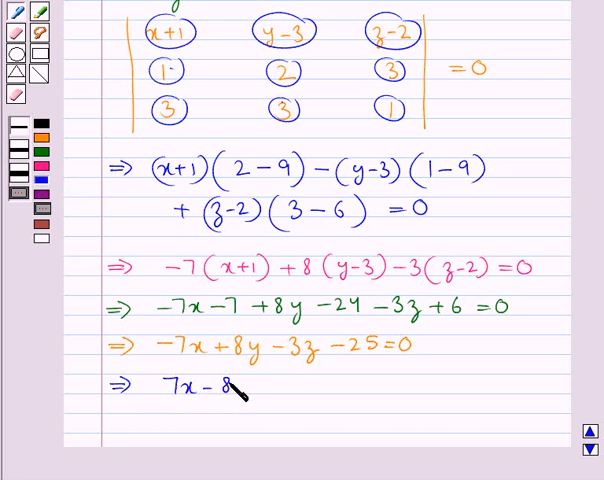 | x+1 y-3 z-2 |
| 1 2 3 | = 0
| 3 3 1 |
⇒ (x+1) (2-9) - (y-3) (1-9)
+ (z-2) (3-6) = 0
⇒ -7(x+1) + 8(y-3) - 3(z-2) = 0
⇒ -7x - 7 + 8y - 24 - 3z + 6 = 0
⇒ -7x + 8y - 3z - 25 = 0
⇒ 7x - 8